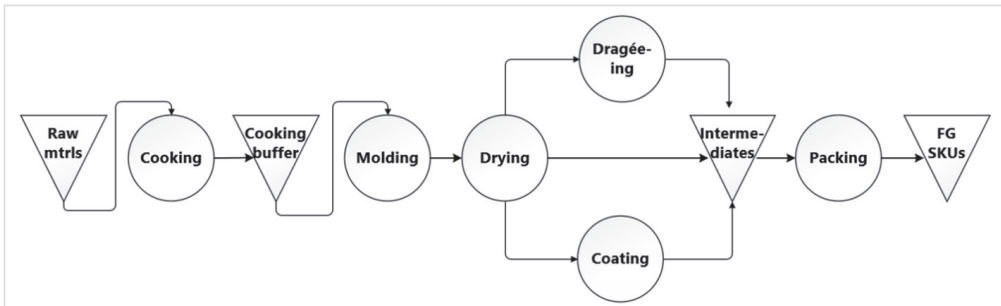 Raw
mtrls
Cooking
Cooking
buffer
Molding
Drying
Dragée-
ing
Coating
Interme-
diates
Packing
FG
SKUs